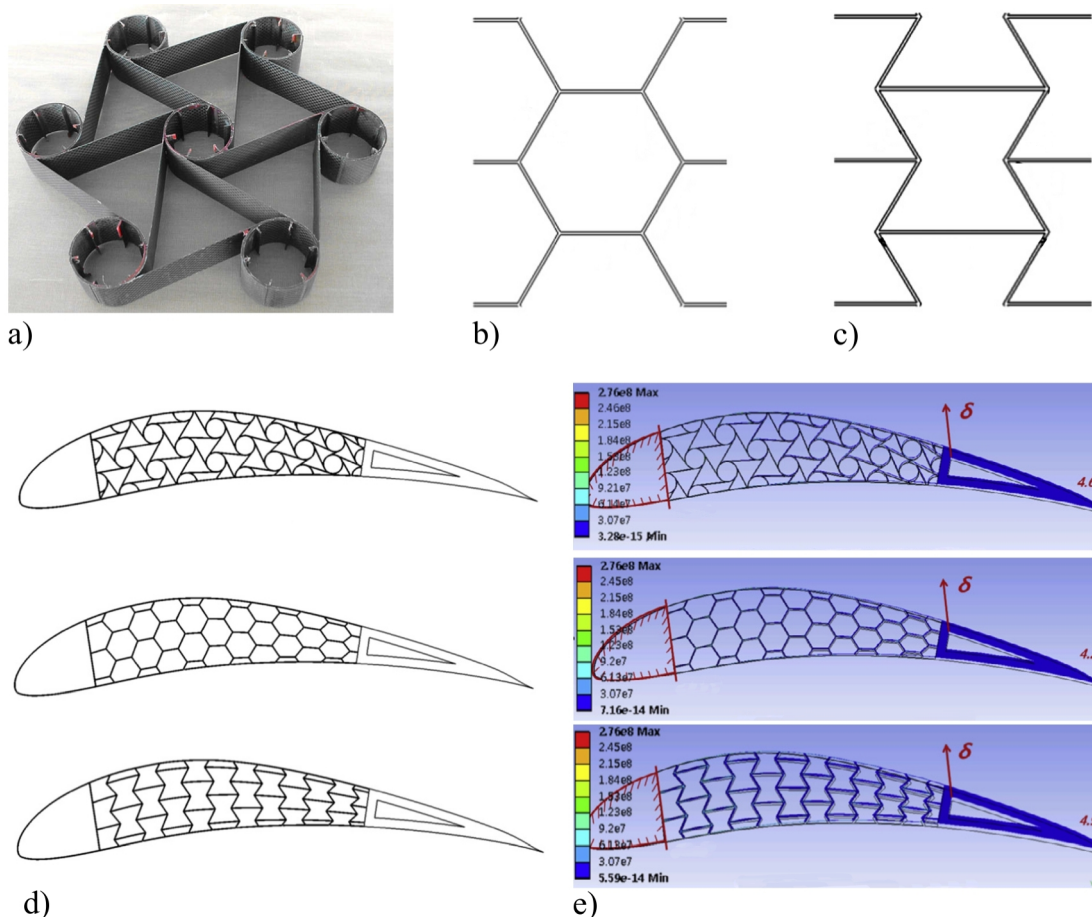 a)
b)
c)
2.76e8 Max
2.46e8
2.15e8
1.84e8
1.23e8
9.21e7
3.07e7
3.28e-15 Min
δ
2.76e8 Max
2.45e8
2.15e8
1.84e8
1.53e8
1.23e8
9.2e7
6.13e7
3.07e7
7.16e-14 Min
δ
2.76e8 Max
2.45e8
2.15e8
1.84e8
1.23e8
9.2e7
3.07e7
5.59e-14 Min
δ
d)
e)